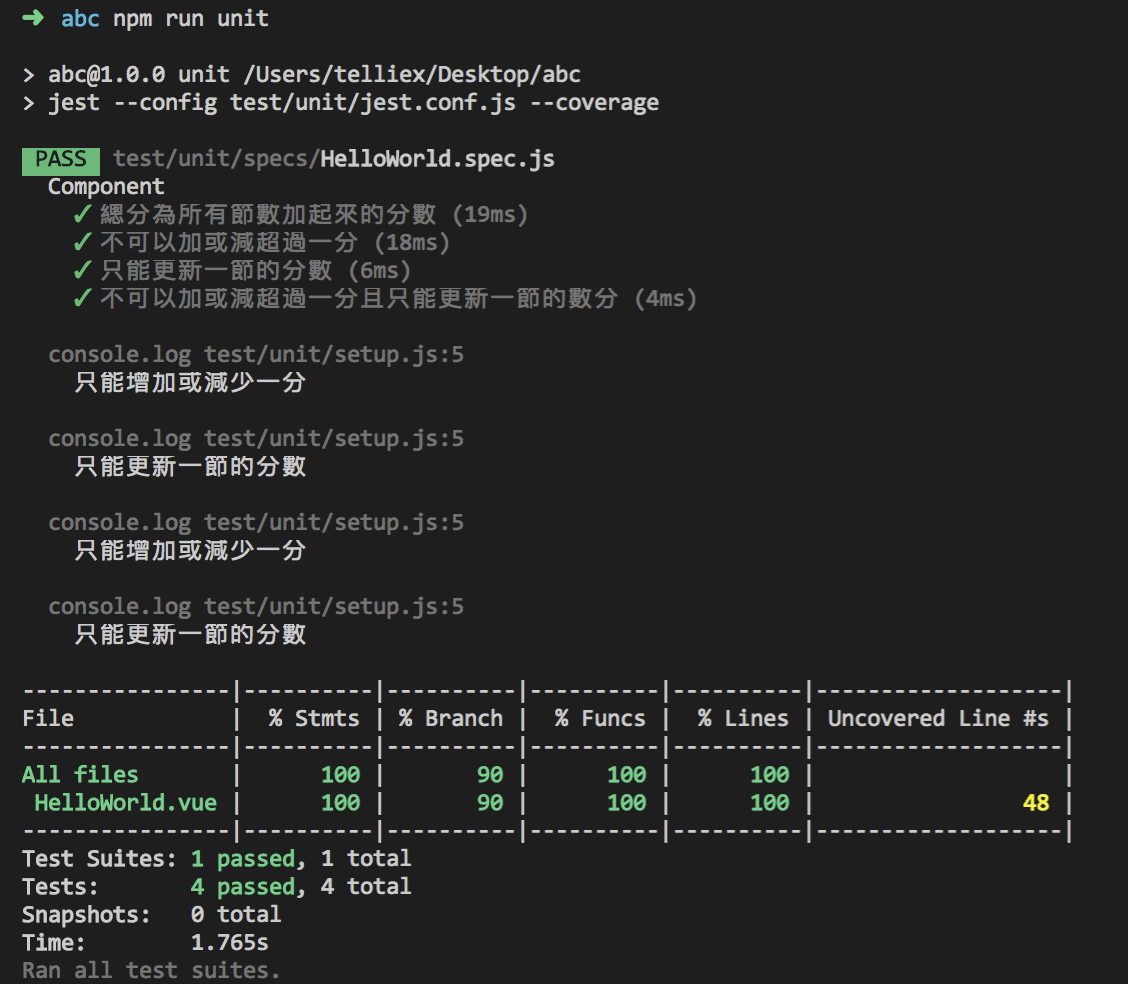 ➜ abc npm run unit
> abc@1.0.0 unit /Users/telliex/Desktop/abc
> jest --config test/unit/jest.conf.js --coverage
PASS test/unit/specs/HelloWorld.spec.js
Component
✓ 總分為所有節數加起來的分數 (19ms)
✓ 不可以加或減超過一分 (18ms)
✓ 只能更新一節的分數 (6ms)
✓ 不可以加或減超過一分且只能更新一節的數分 (4ms)
console.log test/unit/setup.js:5
只能增加或減少一分
console.log test/unit/setup.js:5
只能更新一節的分數
console.log test/unit/setup.js:5
只能增加或減少一分
console.log test/unit/setup.js:5
只能更新一節的分數
----------------|----------|----------|----------|----------|-------------------|
File | % Stmts | % Branch | % Funcs | % Lines | Uncovered Line #s |
----------------|----------|----------|----------|----------|-------------------|
All files | 100 | 90 | 100 | 100 | |
HelloWorld.vue | 100 | 90 | 100 | 100 | 48 |
----------------|----------|----------|----------|----------|-------------------|
Test Suites: 1 passed, 1 total
Tests: 4 passed, 4 total
Snapshots: 0 total
Time: 1.765s
Ran all test suites.